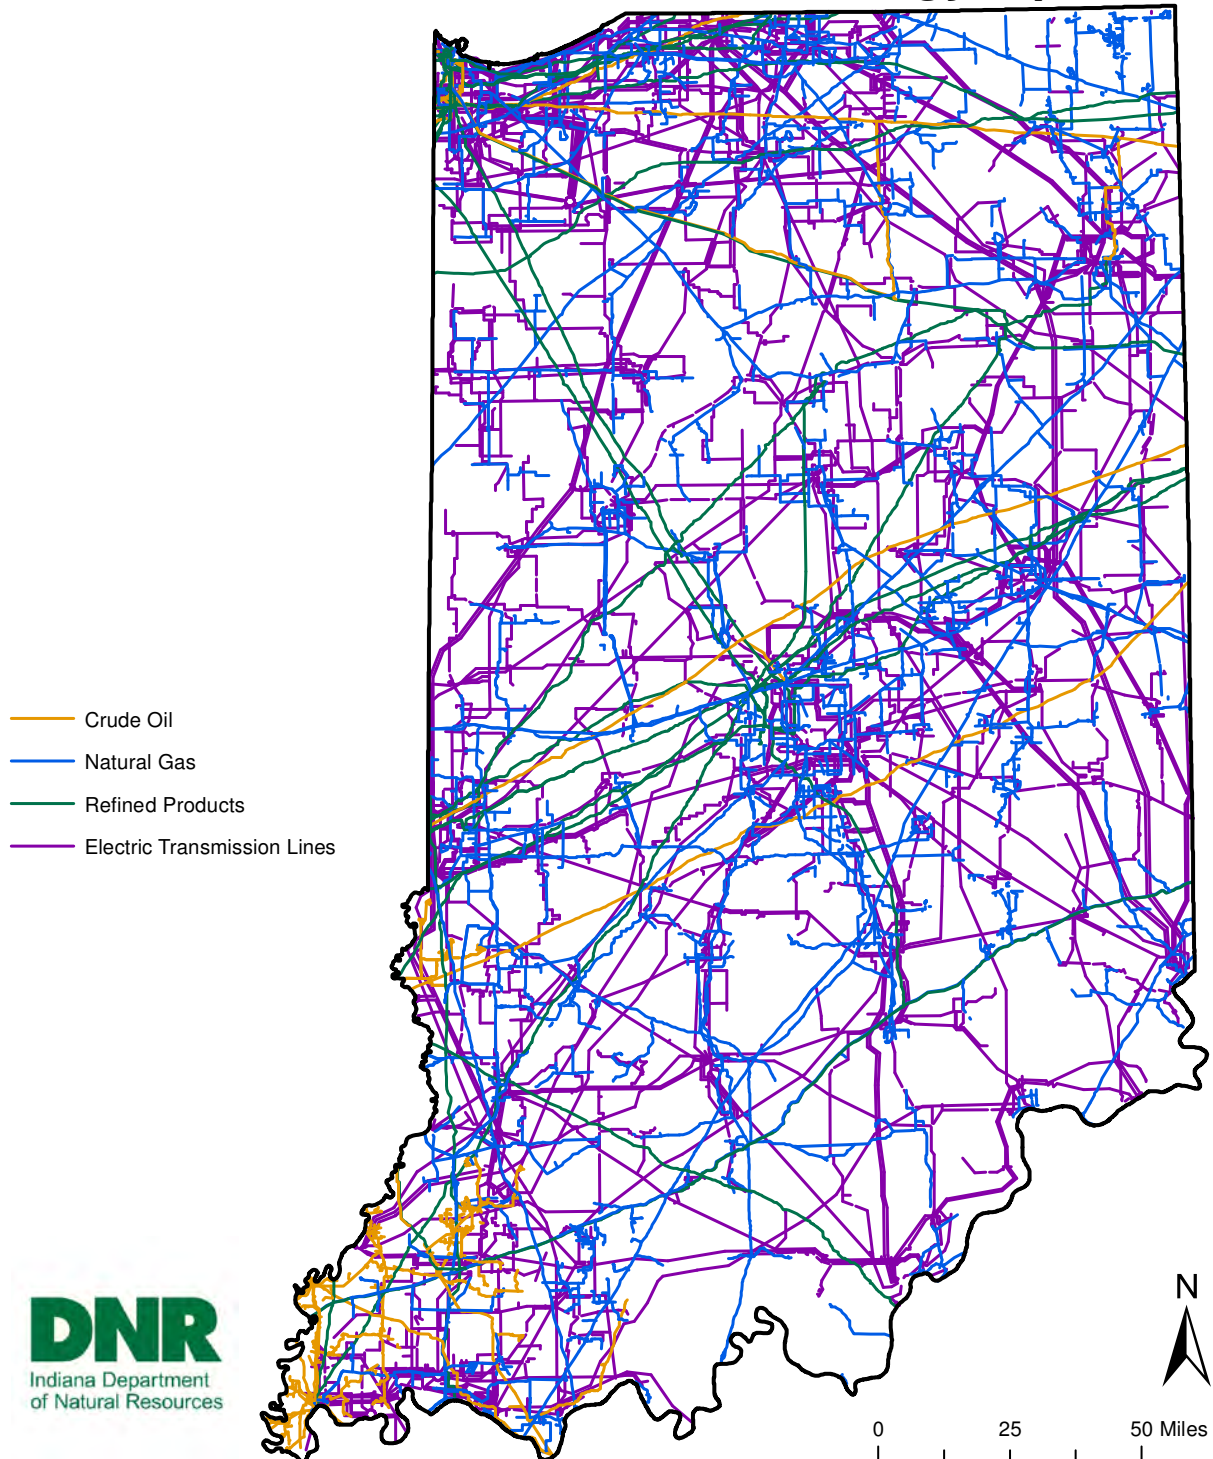 Crude Oil
Natural Gas
Refined Products
Electric Transmission Lines
DNR
Indiana Department
of Natural Resources
N
0 25 50 Miles